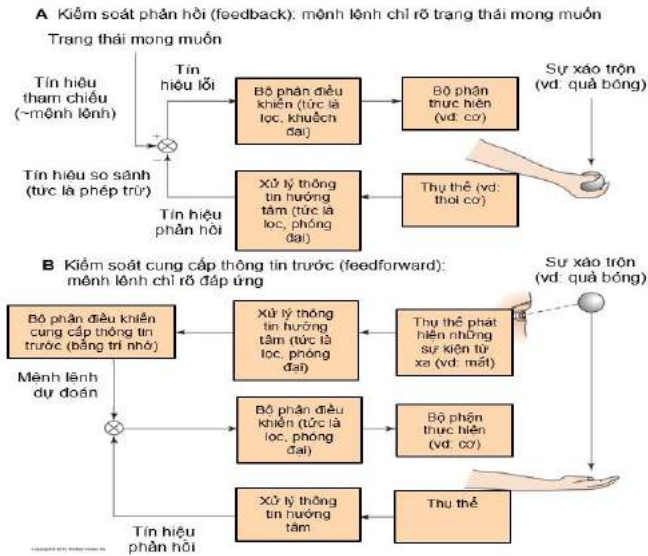 A Kiểm soát phản hồi (feedback): mệnh lệnh chỉ rõ trạng thái mong muốn
Trạng thái mong muốn
Tín hiệu
tham chiếu
(~mệnh lệnh)
Tín
hiệu lỗi
Bộ phận điều
khiển (tức là
lọc, khuếch
đại)
Bộ phận
thực hiện
(vd: cơ)
Sự xáo trộn
(vd: quả bóng)
+
Tín hiệu so sánh
(tức là phép trừ)
Tín hiệu
phản hồi
Xử lý thông
tin hướng
tâm (tức là
lọc, phóng
đại)
Thụ thể (vd:
thoi cơ)
B Kiểm soát cung cấp thông tin trước (feedforward):
mệnh lệnh chỉ rõ đáp ứng
Sự xáo trộn
(vd: quả bóng)
Bộ phận điều khiển
cung cấp thông tin
trước (bằng trí nhớ)
Xử lý thông
tin hướng
tâm (tức là
lọc, phóng
đại)
Thụ thể phát
hiện những
sự kiện từ
xa (vd: mắt)
Mệnh lệnh
dự đoán
Bộ phận điều
khiển (tức là
lọc, phóng
đại)
Bộ phận
thực hiện
(vd: cơ)
Tín hiệu
phản hồi
Xử lý thông
tin hướng
tâm
Thụ thể